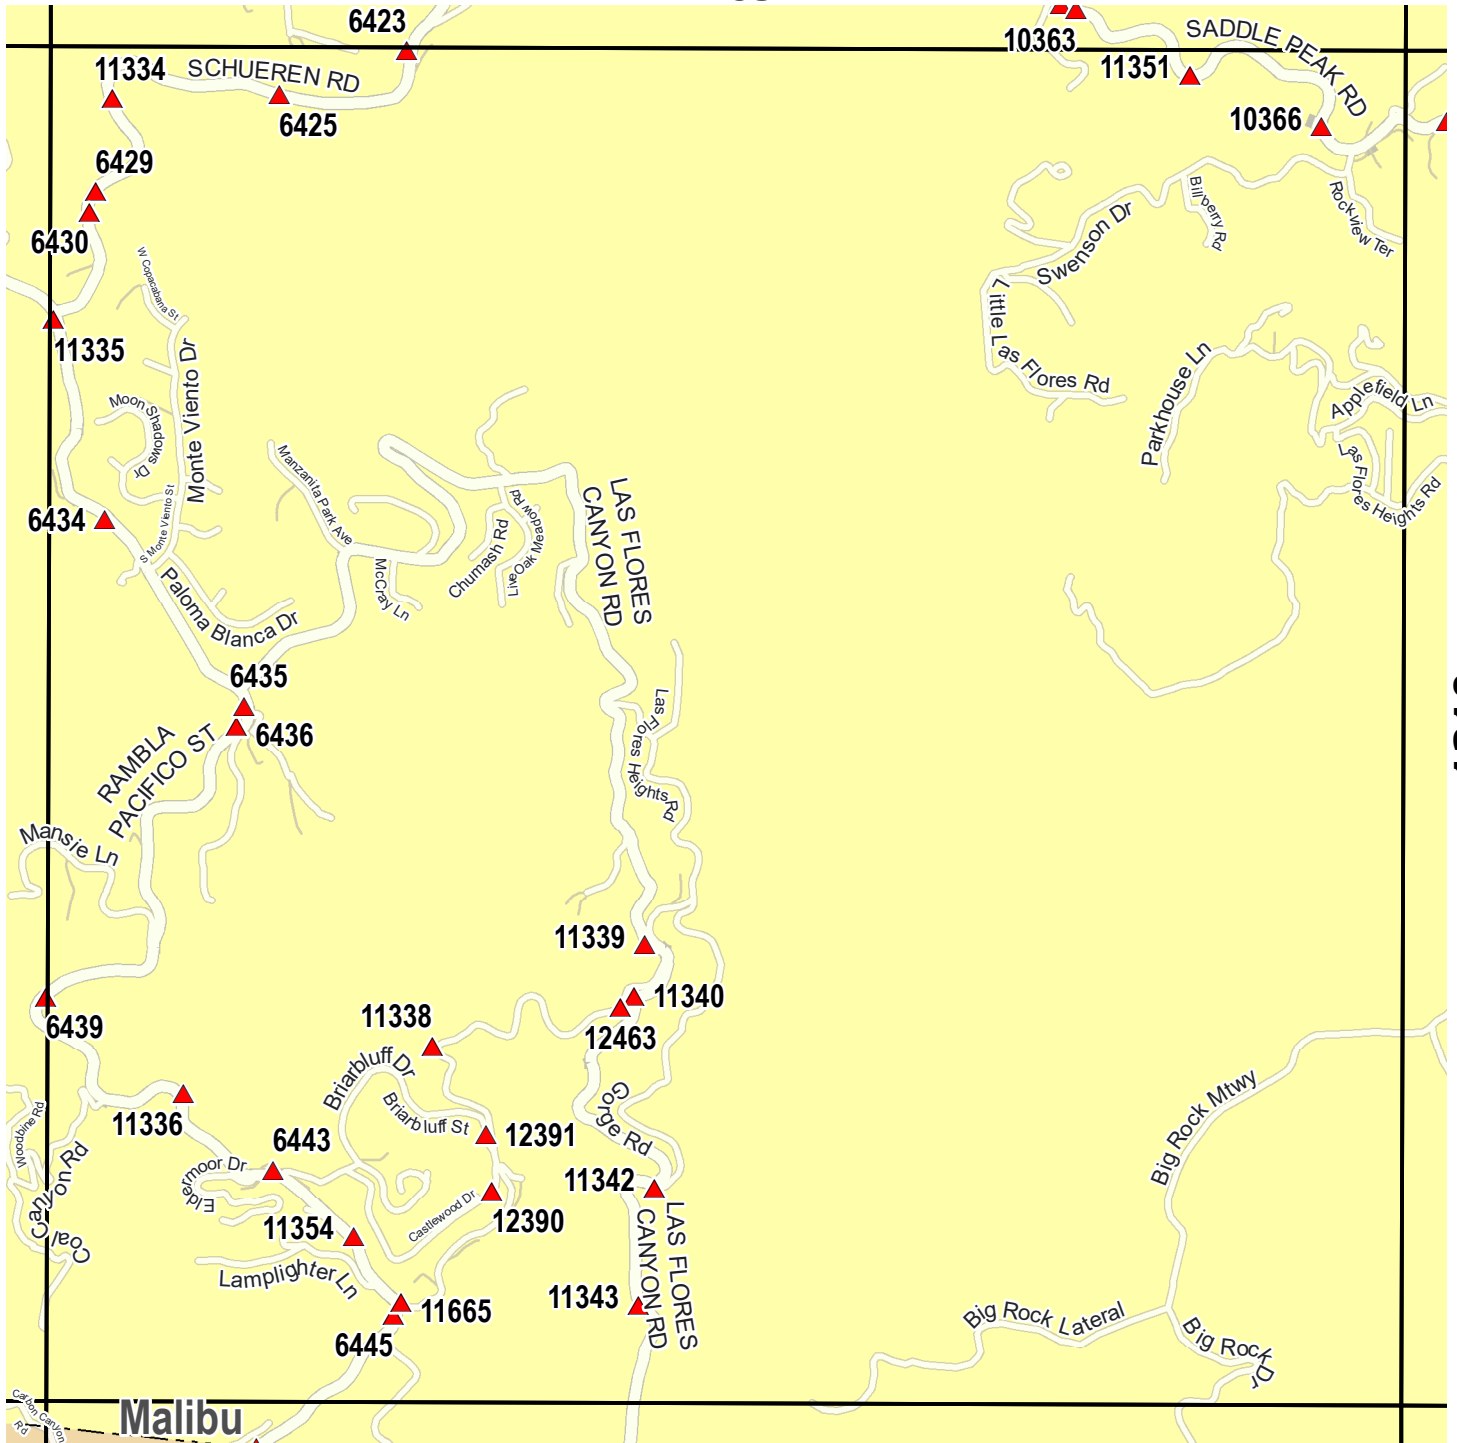 6423
10363
SADDLE PEAK RD
11334
SCHUEREN RD
11351
6425
10366
6429
Billberry Rd
Rockview Ter
6430
W Copacabana St
Swenson Dr
11335
Little Las Flores Rd
Monte Viento Dr
Parkhouse Ln
Applefield Ln
Moon Shadows Dr
Manzanita Park Ave
Las Flores Heights Rd
LAS FLORES
CANYON RD
6434
S Monte Viento St
Live Oak Meadow Rd
Chumash Rd
McCray Ln
Paloma Blanca Dr
6435
6436
RAMBLA
PACIFICO ST
Las Flores Heights Rd
Mansie Ln
11339
11340
6439
11338
12463
Briarbluff Dr
Gorge Rd
Big Rock Mtwy
11336
Briarbluff St
12391
Woodbine Rd
6443
Eldermoor Dr
11342
Coal Canyon Rd
Castlewood Dr
12390
11354
LAS FLORES
CANYON RD
Lamplighter Ln
11665
11343
6445
Big Rock Lateral
Big Rock Dr
Carbon Canyon Rd
Malibu